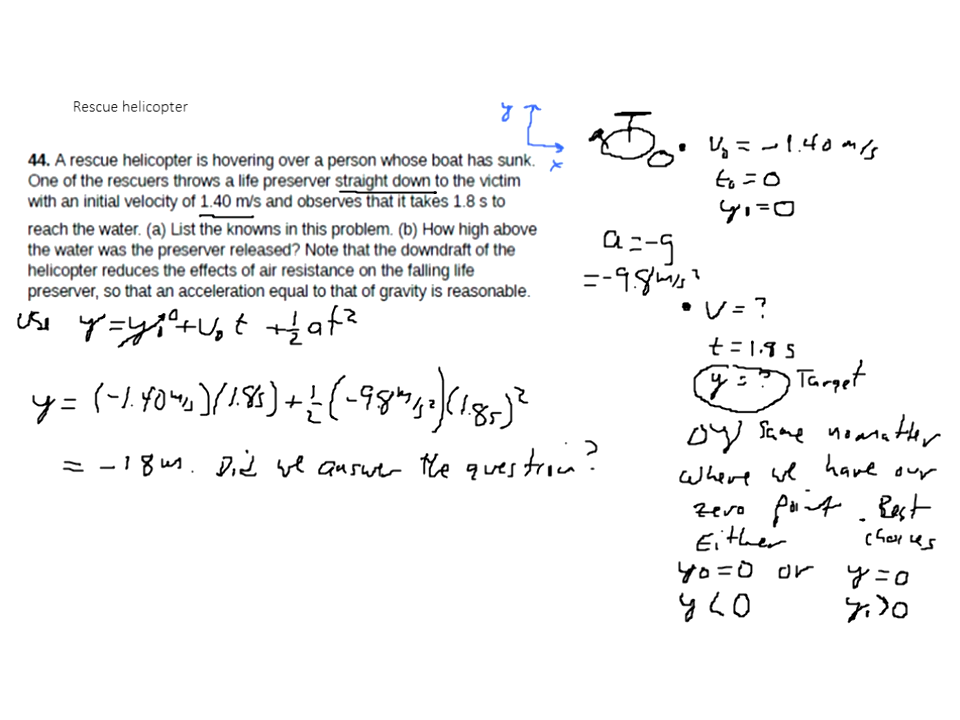 Rescue helicopter
44. A rescue helicopter is hovering over a person whose boat has sunk.
One of the rescuers throws a life preserver straight down to the victim
with an initial velocity of 1.40 m/s and observes that it takes 1.8 s to
reach the water. (a) List the knowns in this problem. (b) How high above
the water was the preserver released? Note that the downdraft of the
helicopter reduces the effects of air resistance on the falling life
preserver, so that an acceleration equal to that of gravity is reasonable.
use y = y₁⁰ + v₀ t + ½ a t²
y = (-1.40 m/s)(1.8s) + ½ (-9.8 m/s²)(1.8s)²
= -18 m. Did we answer the question?
y
x
v₀ = -1.40 m/s
t₀ = 0
y₁ = 0
a = -g
= -9.8 m/s²
• v = ?
t = 1.8 s
y = ? Target
Dy same no matter
where we have our
zero point. Best
Either choices
y₀ = 0 or y = 0
y < 0 y₁ > 0